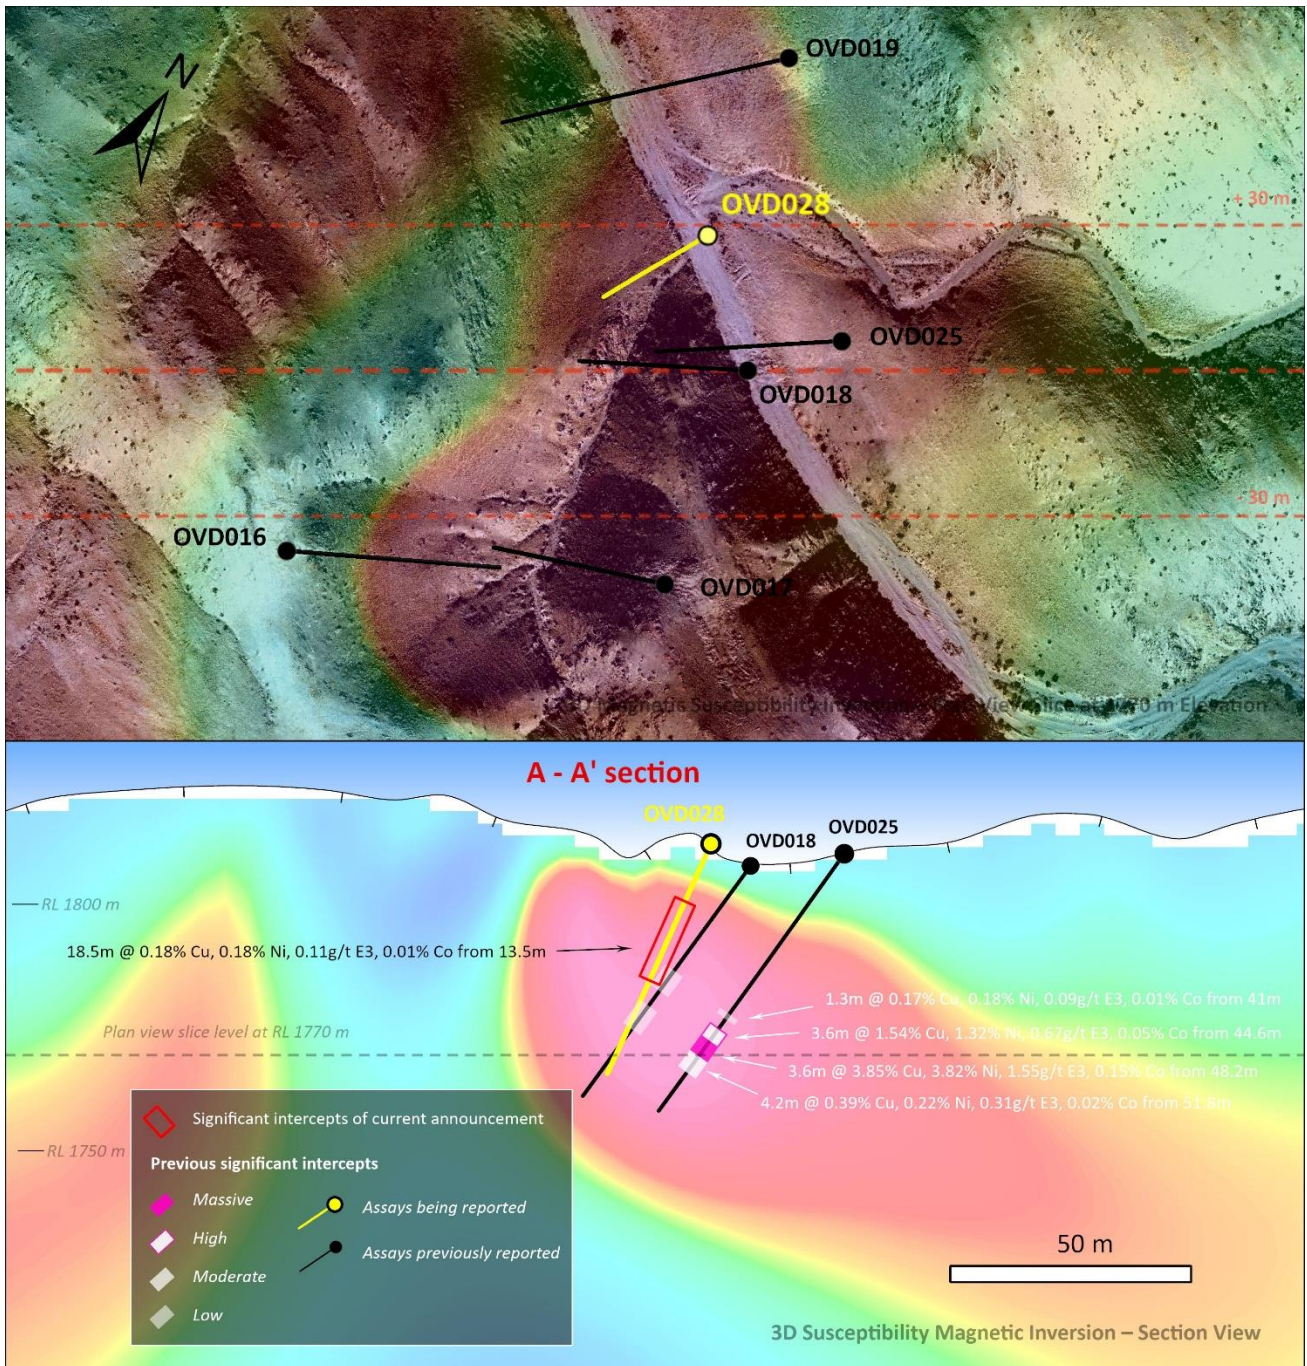 OVD019
N
OVD028
+ 30 m
OVD025
OVD018
- 30 m
OVD016
OVD017
3D Magnetic Susceptibility Inversion
Elevation
A - A' section
OVD028
OVD018
OVD025
RL 1800 m
18.5m @ 0.18% Cu, 0.18% Ni, 0.11g/t E3, 0.01% Co from 13.5m
1.3m @ 0.17% Cu, 0.18% Ni, 0.09g/t E3, 0.01% Co from 41m
Plan view slice level at RL 1770 m
3.6m @ 1.54% Cu, 1.32% Ni, 0.67g/t E3, 0.05% Co from 44.6m
3.6m @ 3.85% Cu, 3.82% Ni, 1.55g/t E3, 0.15% Co from 48.2m
4.2m @ 0.39% Cu, 0.22% Ni, 0.31g/t E3, 0.02% Co from 51.8m
Significant intercepts of current announcement
RL 1750 m
Previous significant intercepts
Massive
Assays being reported
High
Assays previously reported
Moderate
Low
50 m
3D Susceptibility Magnetic Inversion – Section View